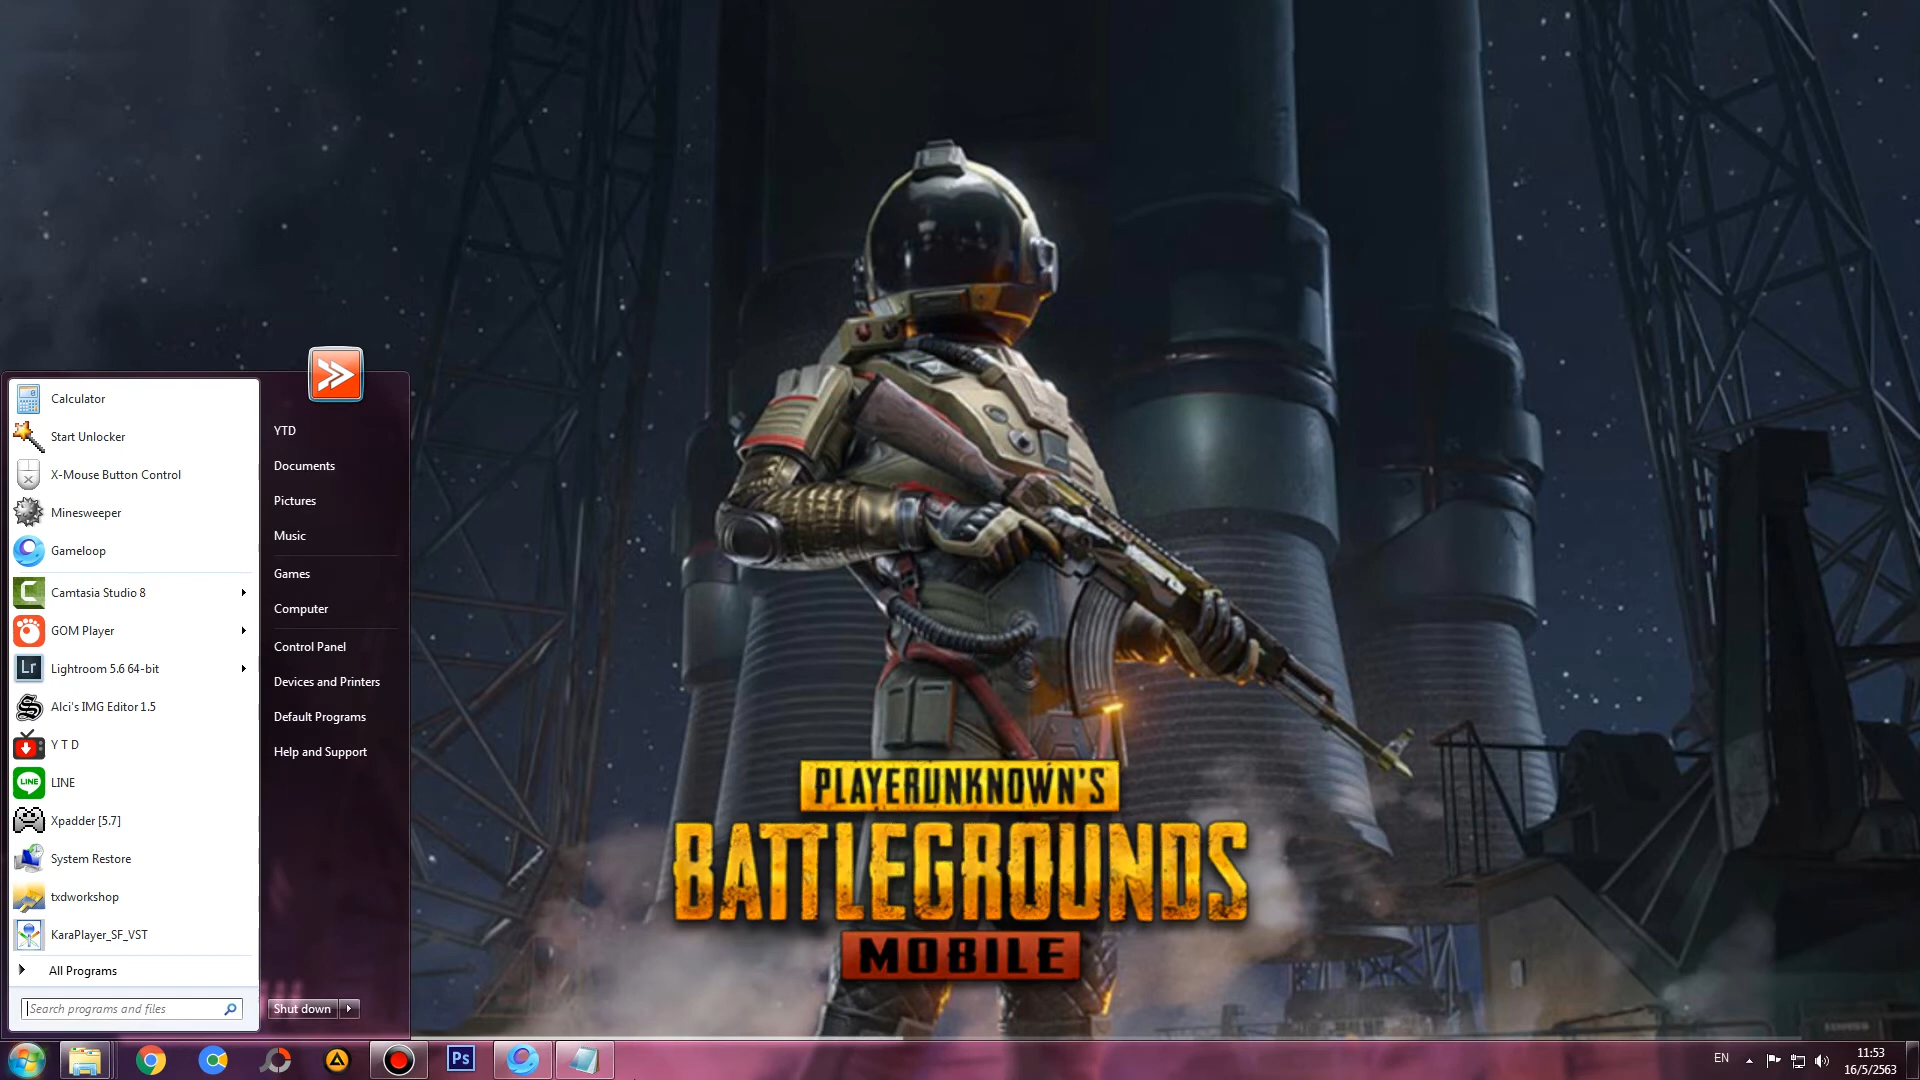 Calculator
Start Unlocker
X-Mouse Button Control
Minesweeper
Gameloop
Camtasia Studio 8
GOM Player
Lr
Lightroom 5.6 64-bit
Alci's IMG Editor 1.5
Y T D
LINE
LINE
Xpadder [5.7]
System Restore
txdworkshop
KaraPlayer_SF_VST
All Programs
Search programs and files
YTD
Documents
Pictures
Music
Games
Computer
Control Panel
Devices and Printers
Default Programs
Help and Support
Shut down
PLAYERUNKNOWN'S
BATTLEGROUNDS
MOBILE
Ps
EN
11:53
16/5/2563